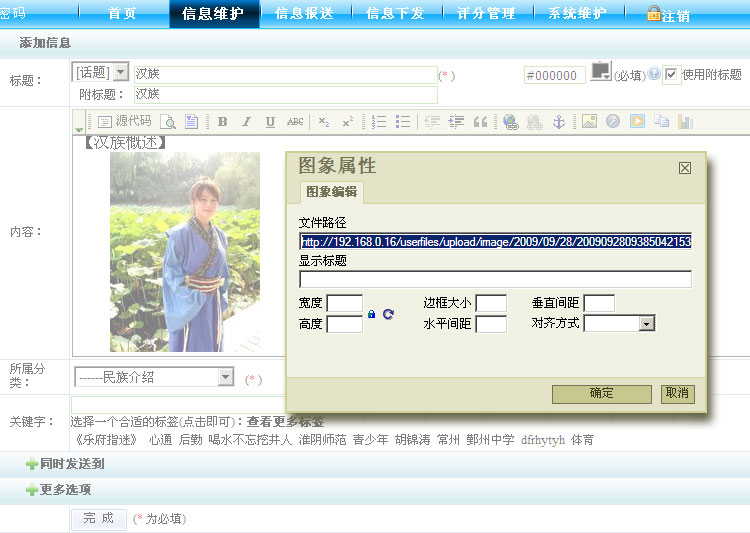 密码 首页 信息维护 信息报送 信息下发 评分管理 系统维护 注销
添加信息
标题： [话题] 汉族 (* ) #000000 (必填) 使用附标题
附标题： 汉族
源代码 B I U ABC ×₂ ×²
【汉族概述】
内容：
图象属性
图象编辑
文件路径
http://192.168.0.16/userfiles/upload/image/2009/09/28/2009092809385042153
显示标题
宽度 边框大小 垂直间距
高度 水平间距 对齐方式
确定 取消
所属分类： ------民族介绍 (* )
关键字： 选择一个合适的标签(点击即可)：查看更多标签
《乐府指迷》 心通 后勤 喝水不忘挖井人 淮阴师范 青少年 胡锦涛 常州 鄞州中学 dfrhytyh 体育
同时发送到
更多选项
完 成 (* 为必填)